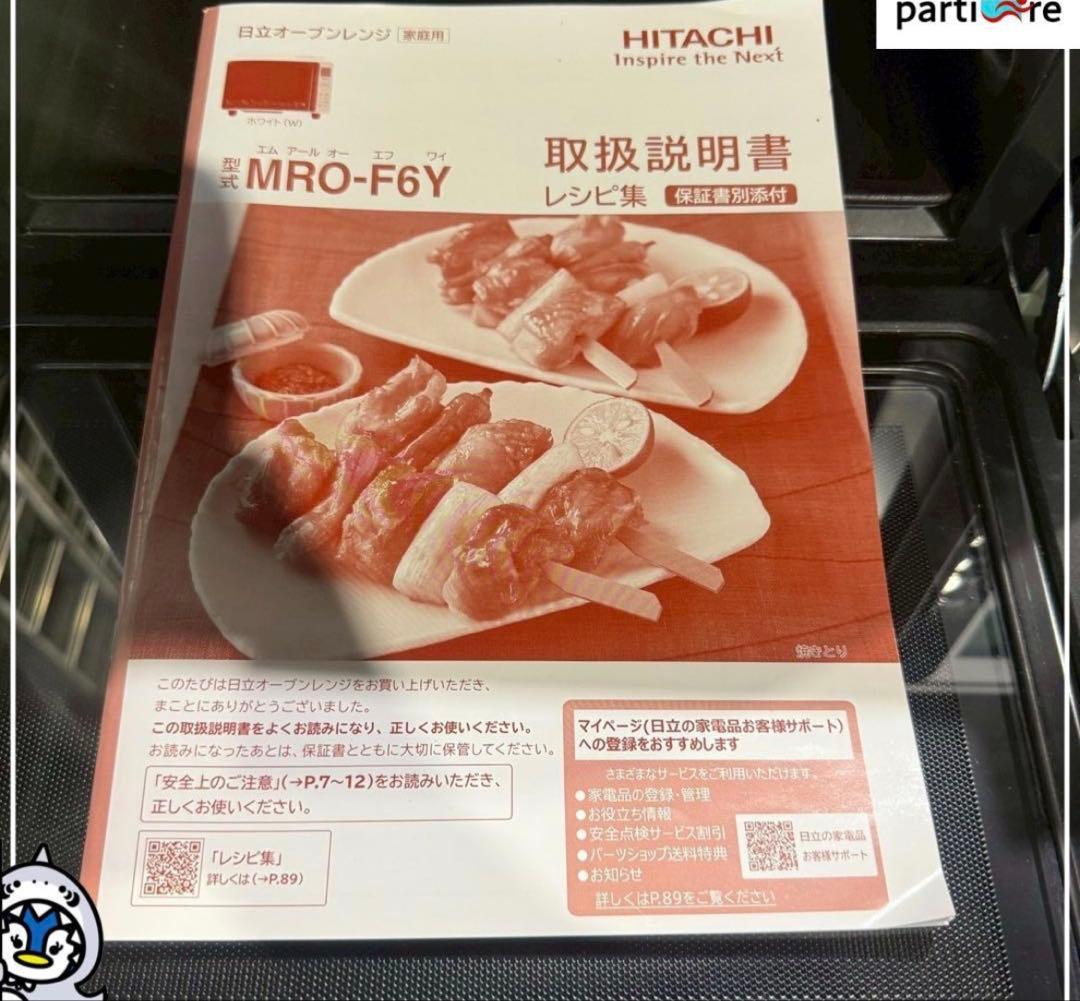 parti re
日立オーブンレンジ 家庭用
HITACHI
Inspire the Next
ホワイト(W)
エム アール オー エフ ワイ
型式 MRO-F6Y
取扱説明書
レシピ集 保証書別添付
焼きとり
このたびは日立オーブンレンジをお買い上げいただき、
まことにありがとうございました。
この取扱説明書をよくお読みになり、正しくお使いください。
お読みになったあとは、保証書とともに大切に保管してください。
「安全上のご注意」(→P.7~12)をお読みいただき、
正しくお使いください。
「レシピ集」
詳しくは(→P.89)
マイページ(日立の家電品お客様サポート)
への登録をおすすめします
さまざまなサービスをご利用いただけます。
●家電品の登録・管理
●お役立ち情報
●安全点検サービス割引
●パーツショップ送料特典
●お知らせ
日立の家電品
お客様サポート
詳しくはP.89をご覧ください